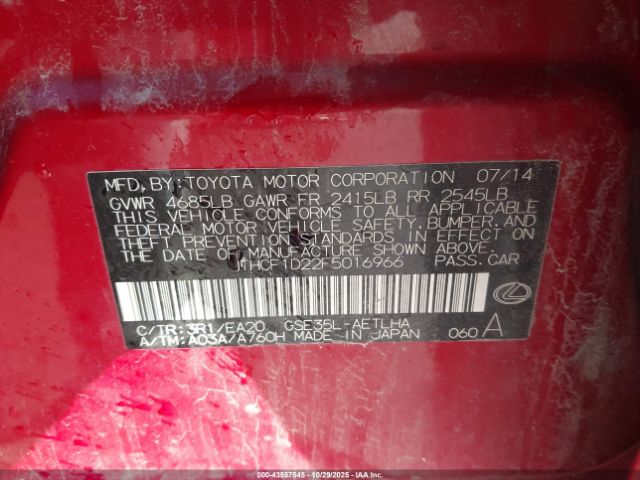 MFD. BY: TOYOTA MOTOR CORPORATION 07/14
GVWR 4685LB GAWR FR 2415LB RR 2545LB
THIS VEHICLE CONFORMS TO ALL APPLICABLE
FEDERAL MOTOR VEHICLE SAFETY, BUMPER, AND
THEFT PREVENTION STANDARDS IN EFFECT ON
THE DATE OF MANUFACTURE SHOWN ABOVE.
JTHCF1D22F5016966 PASS. CAR
C/TR: 3R1/EA20 GSE35L-AETLHA
A/TM: A03A/A760H MADE IN JAPAN 060 A
IAA 000-43557545 | 10/29/2025 | IAAI.COM